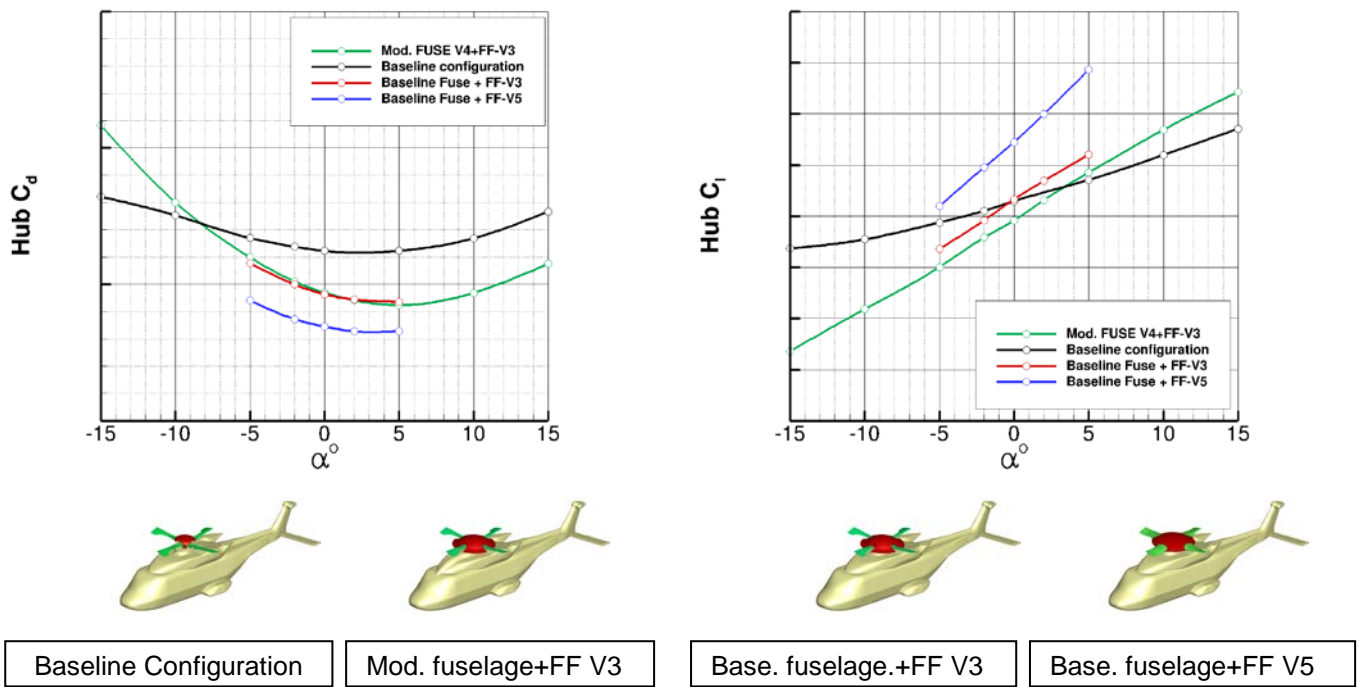 Mod. FUSE V4+FF-V3
Baseline configuration
Baseline Fuse + FF-V3
Baseline Fuse + FF-V5
Hub Cd
-15 -10 -5 0 5 10 15
α°
Mod. FUSE V4+FF-V3
Baseline configuration
Baseline Fuse + FF-V3
Baseline Fuse + FF-V5
Hub Cl
-15 -10 -5 0 5 10 15
α°
Baseline Configuration
Mod. fuselage+FF V3
Base. fuselage.+FF V3
Base. fuselage+FF V5